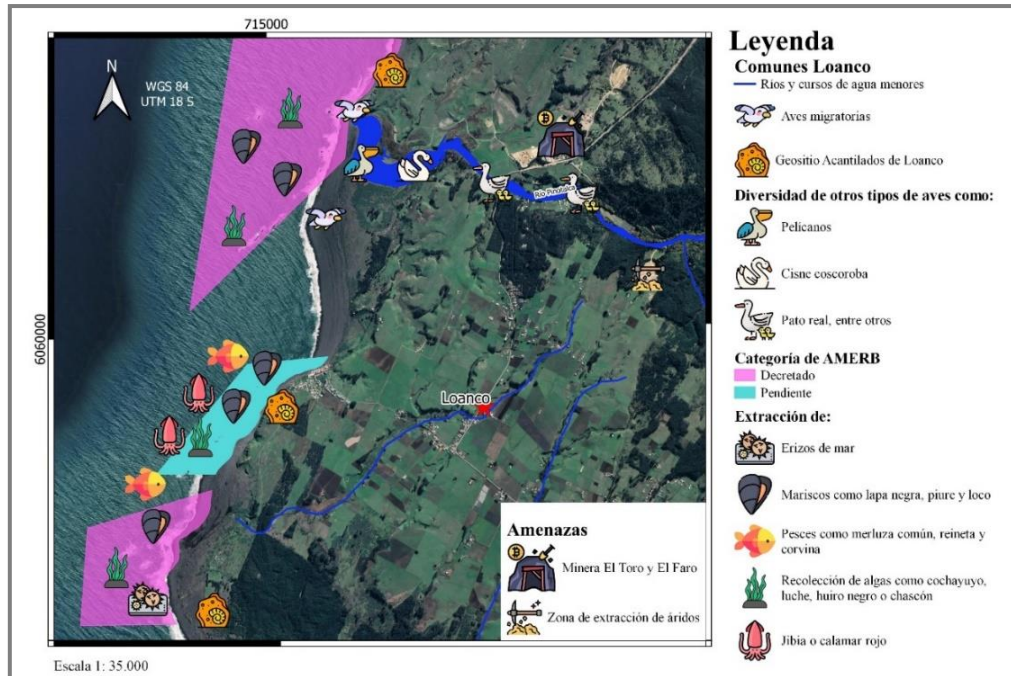 715000
6060000
N
WGS 84
UTM 18 S
Río Pinotalca
Loanco
Amenazas
Minera El Toro y El Faro
Zona de extracción de áridos
Escala 1: 35.000
Leyenda
Comunes Loanco
Ríos y cursos de agua menores
Aves migratorias
Geositio Acantilados de Loanco
Diversidad de otros tipos de aves como:
Pelícanos
Cisne coscoroba
Pato real, entre otros
Categoría de AMERB
Decretado
Pendiente
Extracción de:
Erizos de mar
Mariscos como lapa negra, piure y loco
Pesces como merluza común, reineta y
corvina
Recolección de algas como cochayuyo,
luche, huiro negro o chascón
Jibia o calamar rojo